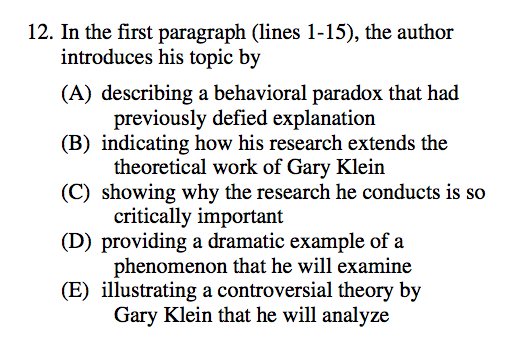 12. In the first paragraph (lines 1-15), the author
introduces his topic by
(A) describing a behavioral paradox that had
previously defied explanation
(B) indicating how his research extends the
theoretical work of Gary Klein
(C) showing why the research he conducts is so
critically important
(D) providing a dramatic example of a
phenomenon that he will examine
(E) illustrating a controversial theory by
Gary Klein that he will analyze